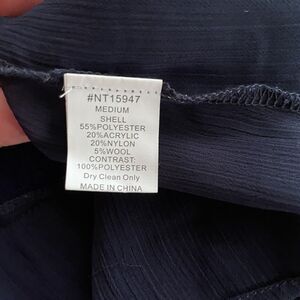 #NT15947
MEDIUM
SHELL
55%POLYESTER
20%ACRYLIC
20%NYLON
5%WOOL
CONTRAST:
100%POLYESTER
Dry Clean Only
MADE IN CHINA